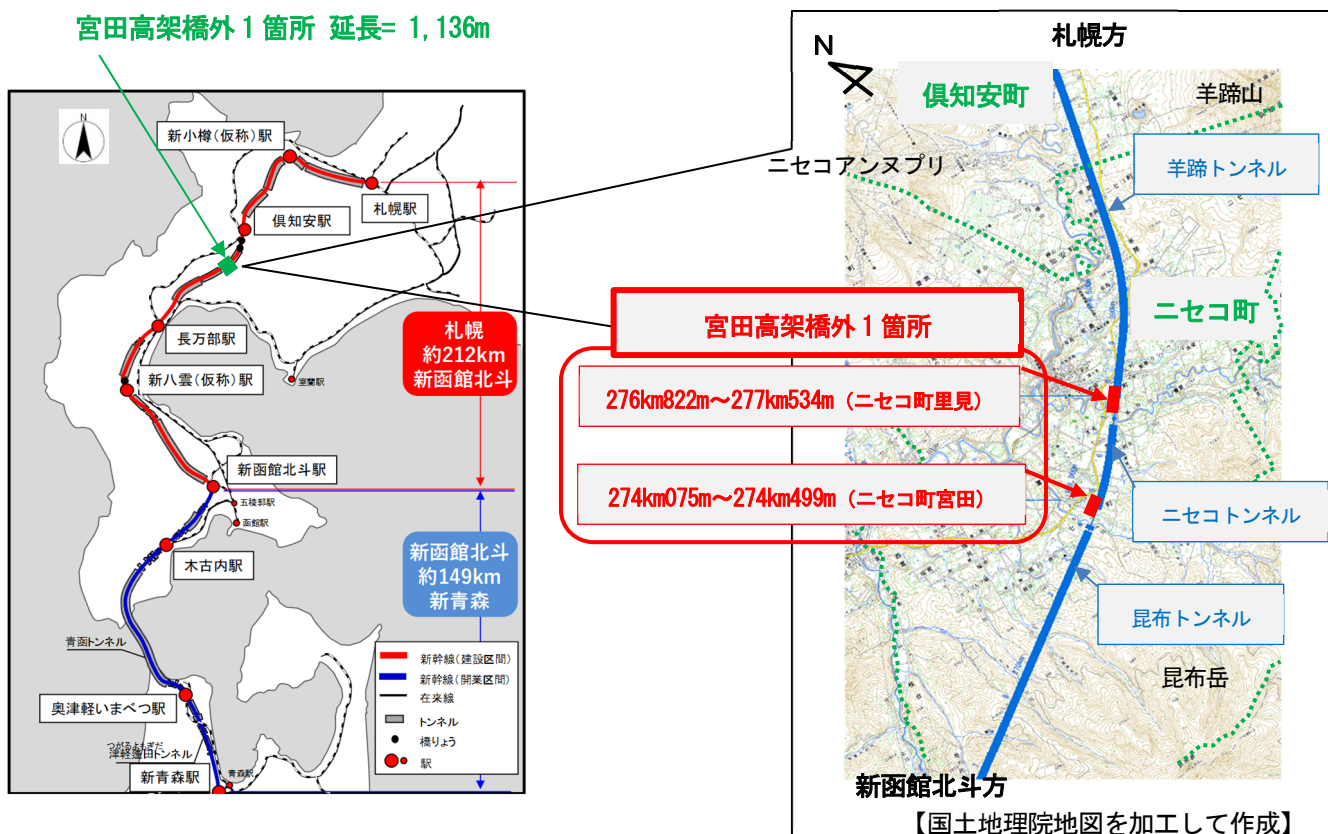 宮田高架橋外１箇所 延長= 1,136m
N
新小樽(仮称)駅
札幌駅
倶知安駅
長万部駅
新八雲(仮称)駅
室蘭駅
札幌
約212km
新函館北斗
新函館北斗駅
五稜郭駅
函館駅
木古内駅
新函館北斗
約149km
新青森
青函トンネル
奥津軽いまべつ駅
つがるよもぎだ
津軽蓬田トンネル
新青森駅
青森駅
新幹線(建設区間)
新幹線(開業区間)
在来線
トンネル
橋りょう
駅
札幌方
N
倶知安町
羊蹄山
ニセコアンヌプリ
羊蹄トンネル
ニセコ町
宮田高架橋外１箇所
276km822m～277km534m（ニセコ町里見）
274km075m～274km499m（ニセコ町宮田）
ニセコトンネル
昆布トンネル
昆布岳
新函館北斗方
【国土地理院地図を加工して作成】